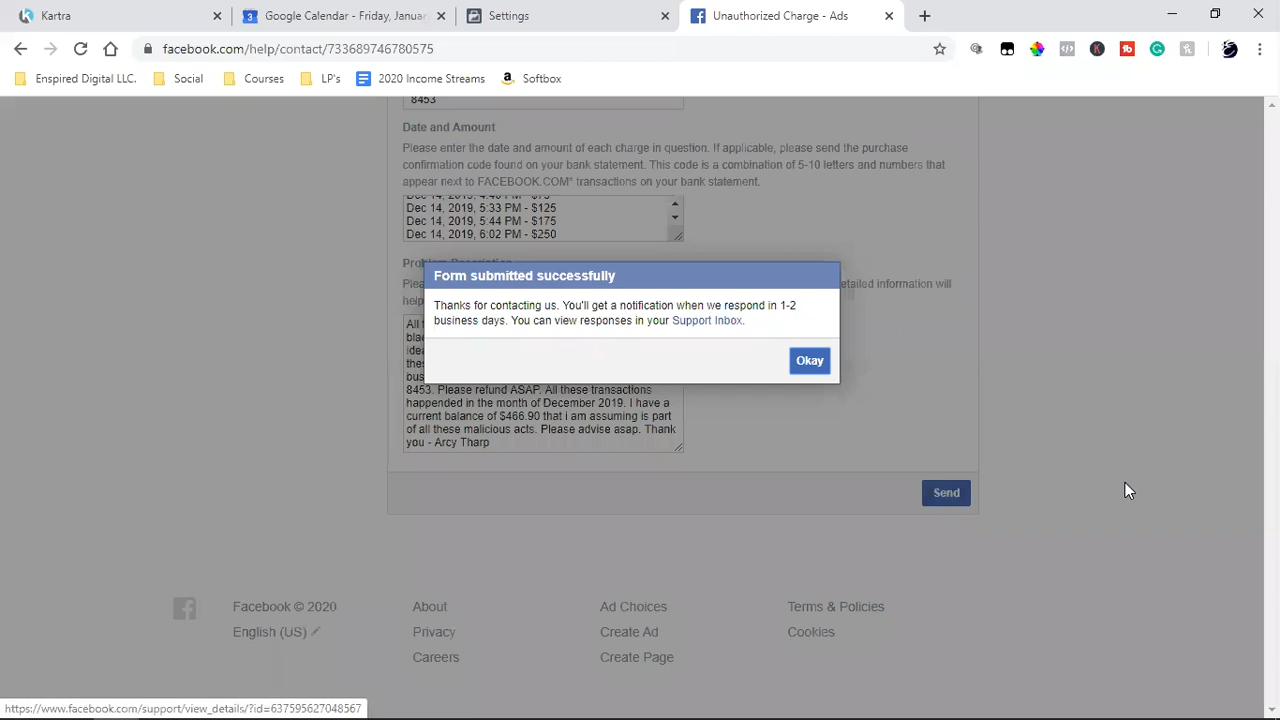 Kartra
Google Calendar - Friday, Januar
Settings
Unauthorized Charge - Ads
facebook.com/help/contact/733689746780575
Enspired Digital LLC.
Social
Courses
LP's
2020 Income Streams
Softbox
8453
Date and Amount
Please enter the date and amount of each charge in question. If applicable, please send the purchase
confirmation code found on your bank statement. This code is a combination of 5-10 letters and numbers that
appear next to FACEBOOK.COM* transactions on your bank statement.
Dec 14, 2019, 5:33 PM - $125
Dec 14, 2019, 5:44 PM - $175
Dec 14, 2019, 6:02 PM - $250
Problem Description
Form submitted successfully
Thanks for contacting us. You'll get a notification when we respond in 1-2
business days. You can view responses in your Support Inbox.
Okay
etailed information will
8453. Please refund ASAP. All these transactions
happended in the month of December 2019. I have a
current balance of $466.90 that i am assuming is part
of all these malicious acts. Please advise asap. Thank
you - Arcy Tharp
Send
Facebook © 2020
About
Ad Choices
Terms & Policies
English (US)
Privacy
Create Ad
Cookies
Careers
Create Page
https://www.facebook.com/support/view_details/?id=637595627048567